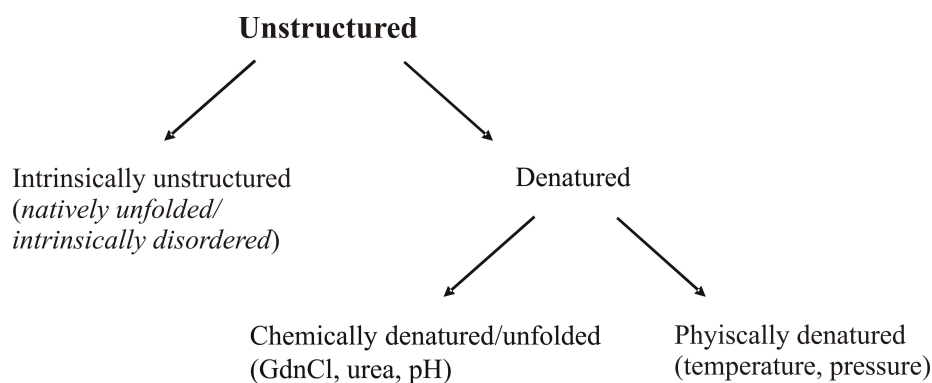 Unstructured
Intrinsically unstructured
(natively unfolded/
intrinsically disordered)
Denatured
Chemically denatured/unfolded
(GdnCl, urea, pH)
Phyiscally denatured
(temperature, pressure)